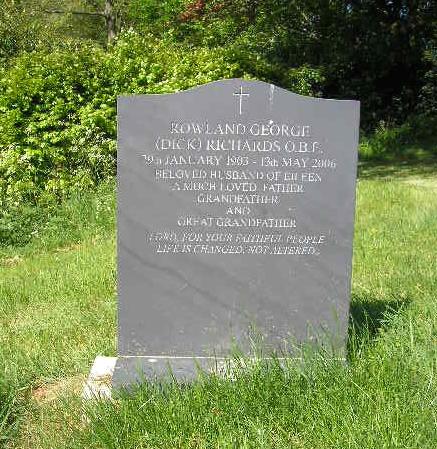 ROWLAND GEORGE
(DICK) RICHARDS O.B.E.
29th JANUARY 1903 - 13th MAY 2006
BELOVED HUSBAND OF EILEEN
A MUCH LOVED FATHER
GRANDFATHER
AND
GREAT GRANDFATHER
LORD, FOR YOUR FAITHFUL PEOPLE
LIFE IS CHANGED, NOT ALTERED.